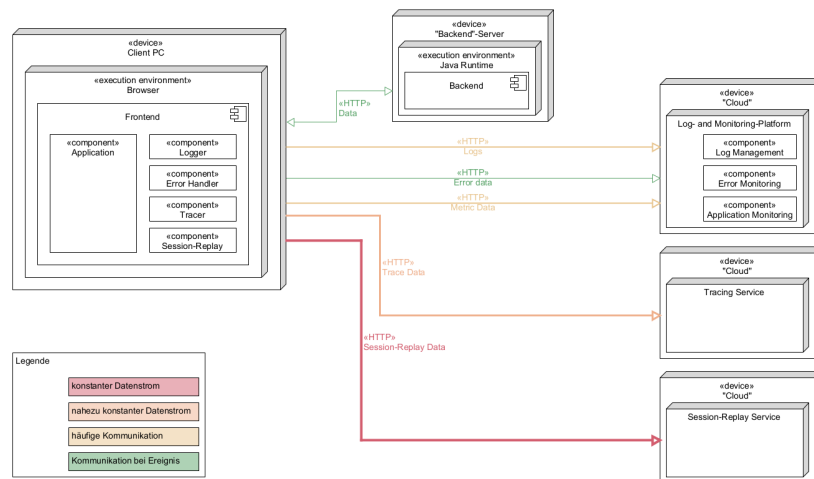 «device»
Client PC
«execution environment»
Browser
Frontend
«component»
Application
«component»
Logger
«component»
Error Handler
«component»
Tracer
«component»
Session-Replay
«device»
"Backend"-Server
«execution environment»
Java Runtime
Backend
«HTTP»
Data
«HTTP»
Logs
«HTTP»
Error data
«HTTP»
Metric Data
«HTTP»
Trace Data
«HTTP»
Session-Replay Data
«device»
"Cloud"
Log- and Monitoring-Platform
«component»
Log Management
«component»
Error Monitoring
«component»
Application Monitoring
«device»
"Cloud"
Tracing Service
«device»
"Cloud"
Session-Replay Service
Legende
konstanter Datenstrom
nahezu konstanter Datenstrom
häufige Kommunikation
Kommunikation bei Ereignis